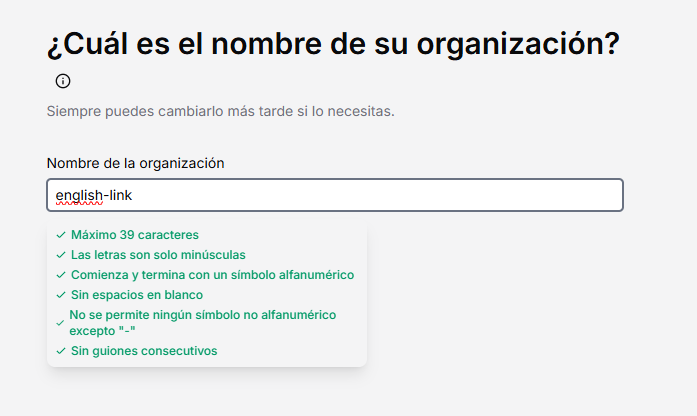 ¿Cuál es el nombre de su organización?
Siempre puedes cambiarlo más tarde si lo necesitas.
Nombre de la organización
english-link
Máximo 39 caracteres
Las letras son solo minúsculas
Comienza y termina con un símbolo alfanumérico
Sin espacios en blanco
No se permite ningún símbolo no alfanumérico
excepto "-"
Sin guiones consecutivos